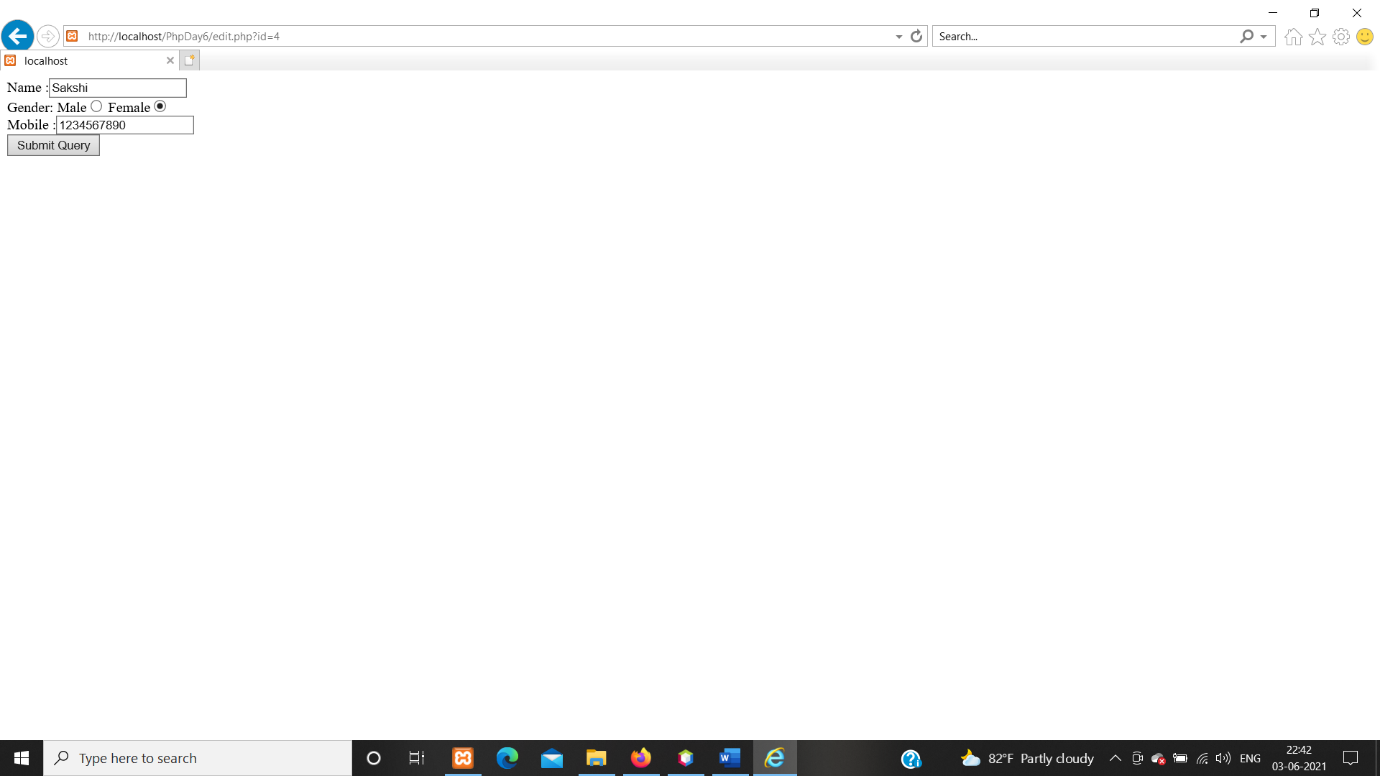 http://localhost/PhpDay6/edit.php?id=4
Search...
localhost
Name :Sakshi
Gender: Male Female
Mobile :1234567890
Submit Query
Type here to search
82°F Partly cloudy
ENG
22:42
03-06-2021